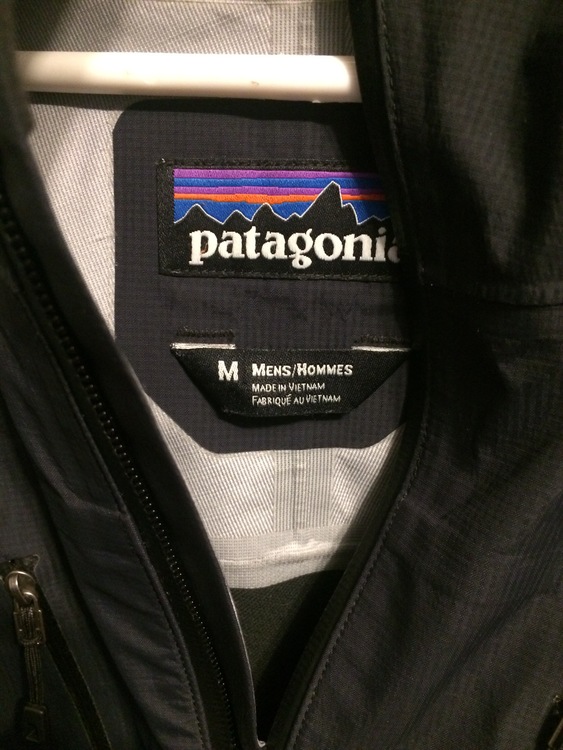 patagonia
M MENS/HOMMES
MADE IN VIETNAM
FABRIQUÉ AU VIETNAM